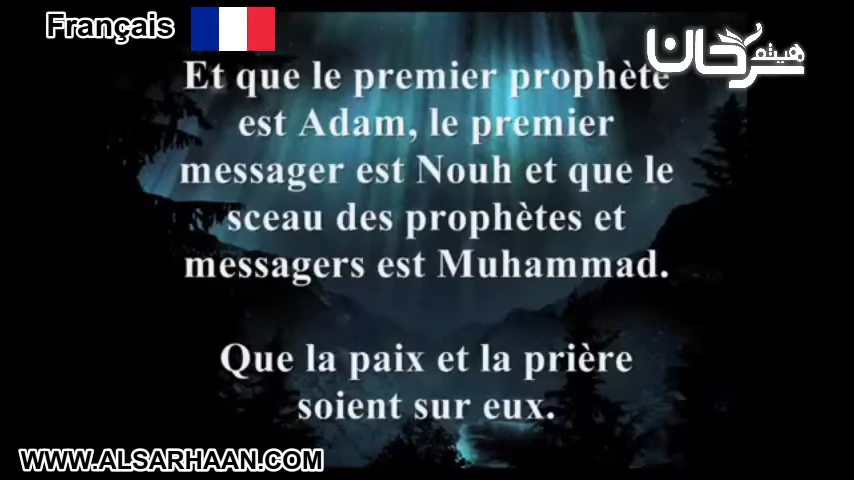 Français
هيثم سرحان
Et que le premier prophète
est Adam, le premier
messager est Nouh et que le
sceau des prophètes et
messagers est Muhammad.
Que la paix et la prière
soient sur eux.
WWW.ALSARHAAN.COM